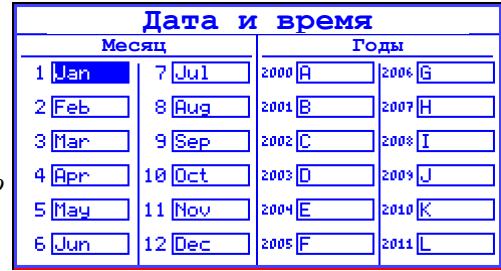 Дата и время
Месяц Годы
1 Jan 7 Jul 2000 A 2006 G
2 Feb 8 Aug 2001 B 2007 H
3 Mar 9 Sep 2002 C 2008 I
4 Apr 10 Oct 2003 D 2009 J
5 May 11 Nov 2004 E 2010 K
6 Jun 12 Dec 2005 F 2011 L